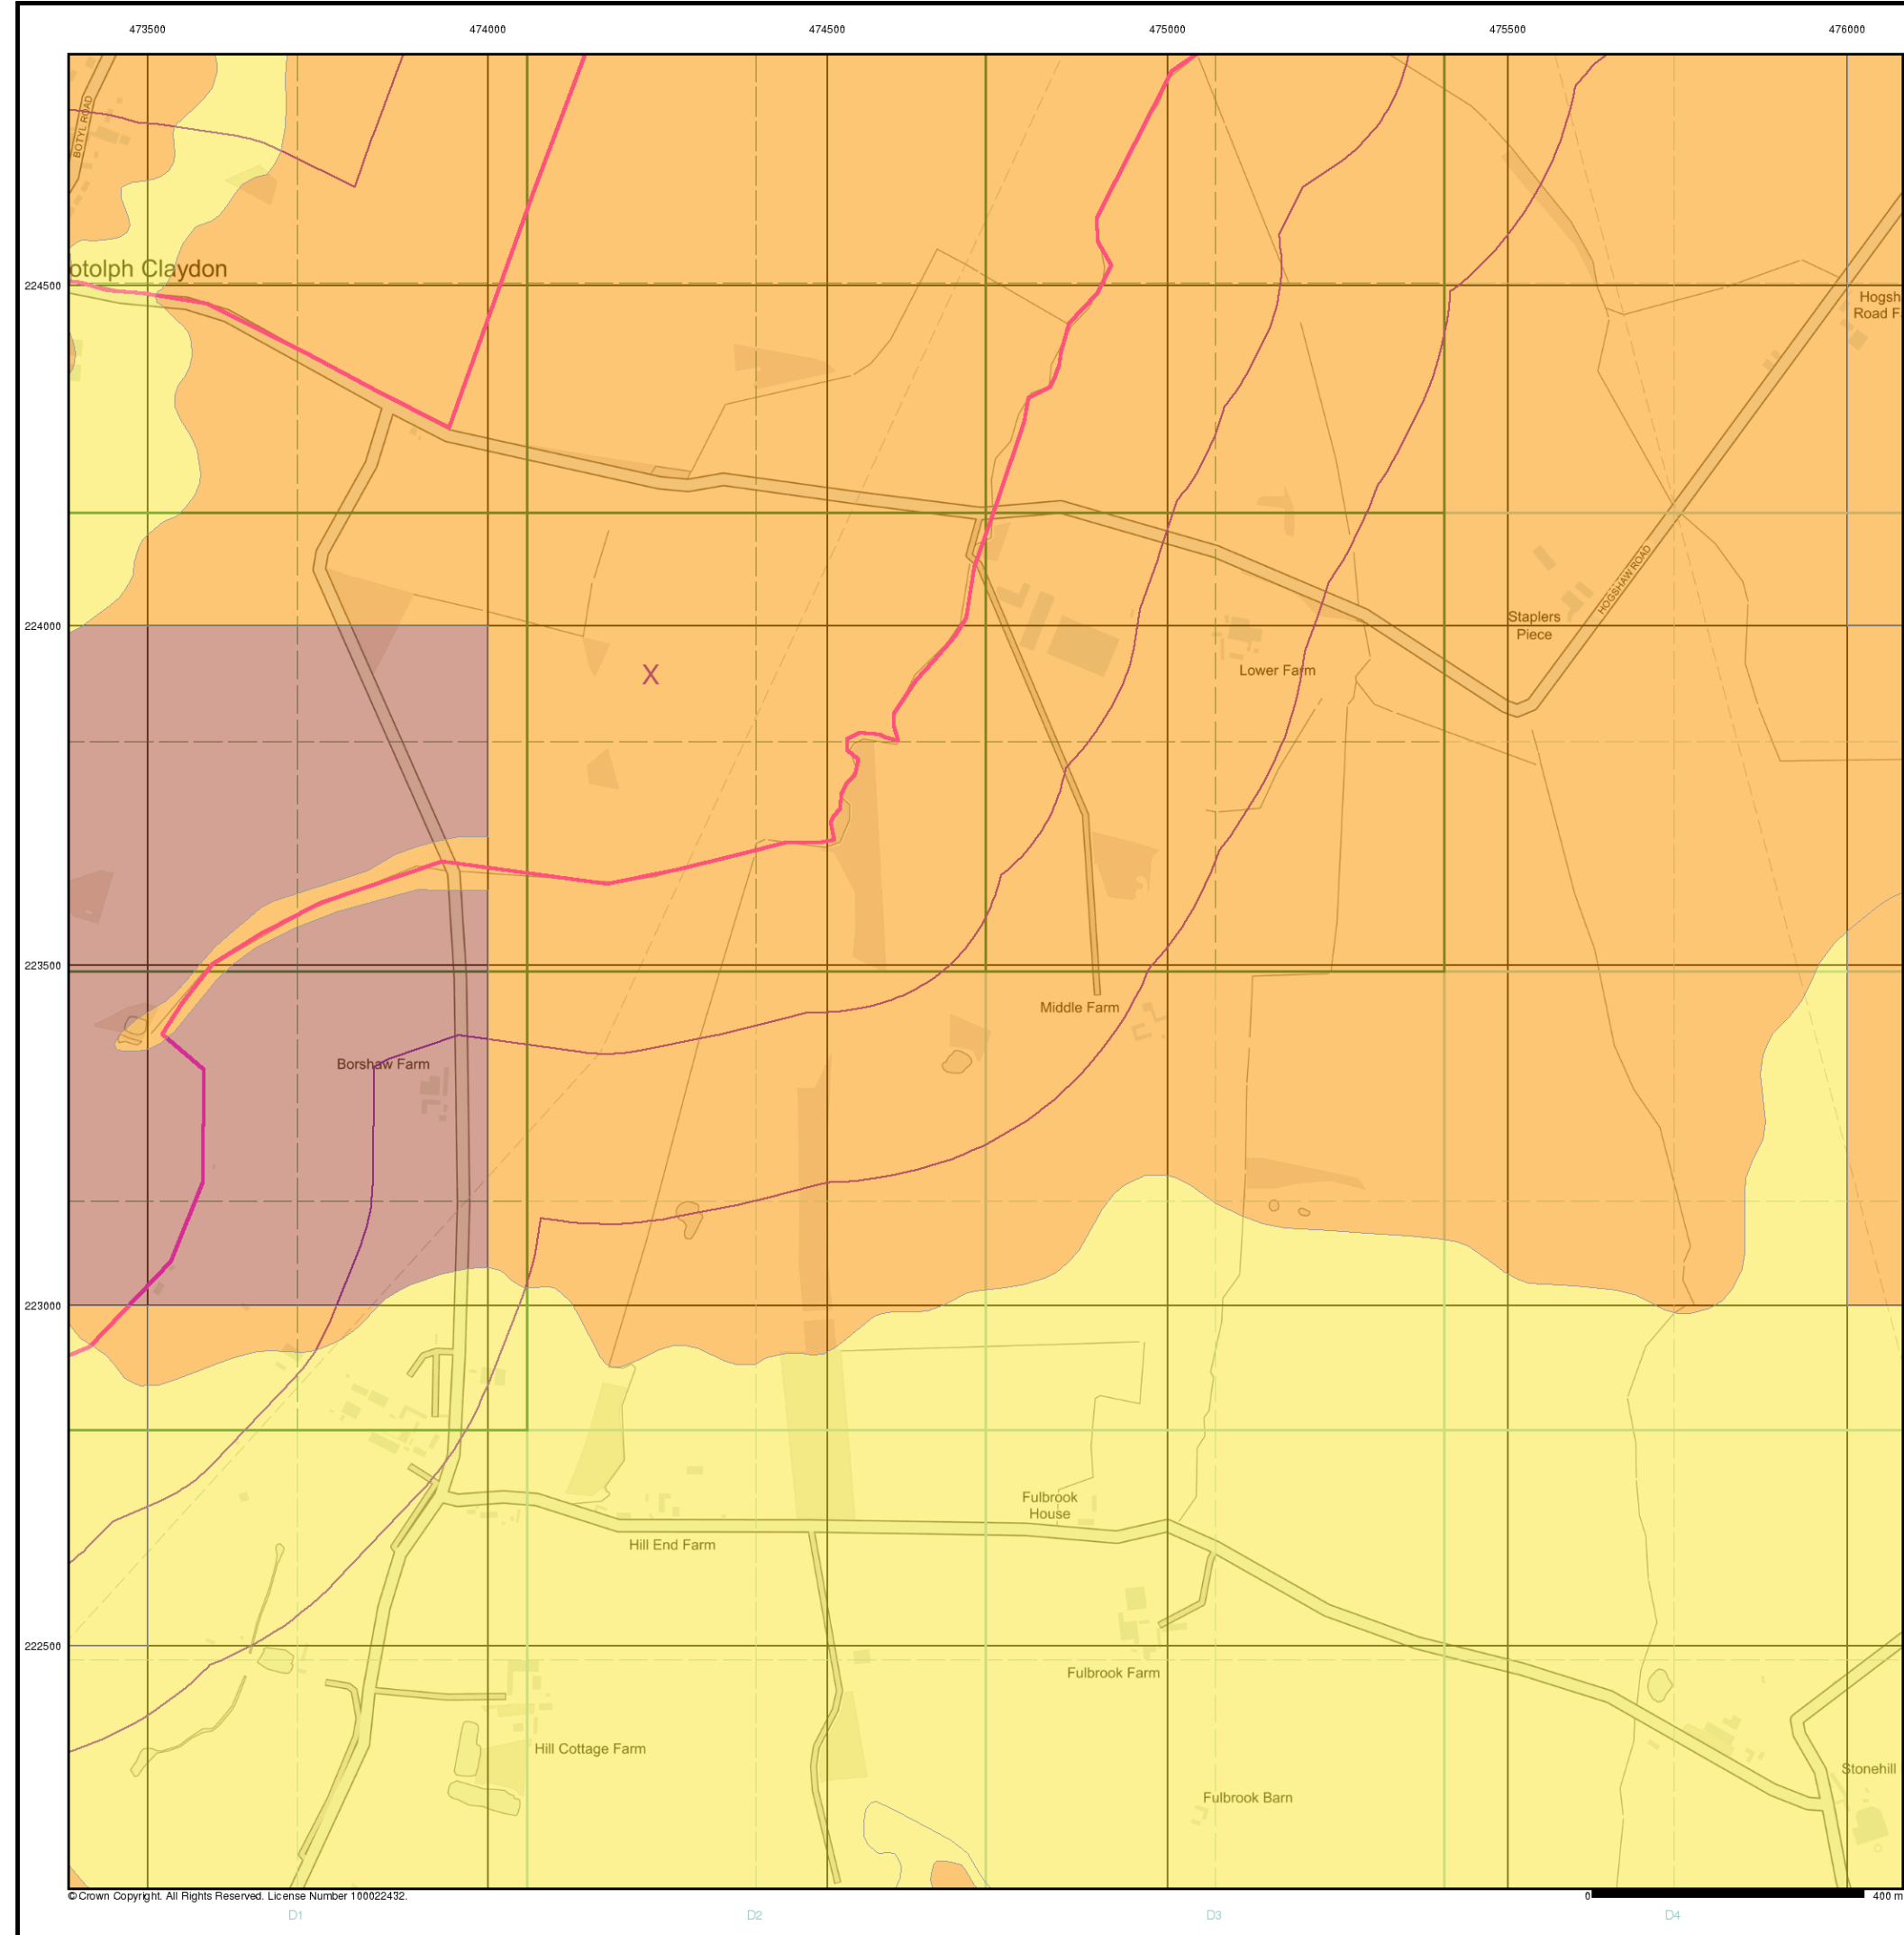 473500 474000 474500 475000 475500 476000
BOTYL ROAD
otolph Claydon
224500
Hogsh
Road F
HOGSHAW ROAD
224000
Staplers
Piece
X
Lower Farm
223500
Middle Farm
Borshaw Farm
223000
Fulbrook
House
Hill End Farm
222500
Fulbrook Farm
Hill Cottage Farm
Stonehill
Fulbrook Barn
© Crown Copyright. All Rights Reserved. License Number 100022432.
0 400 m
D1 D2 D3 D4